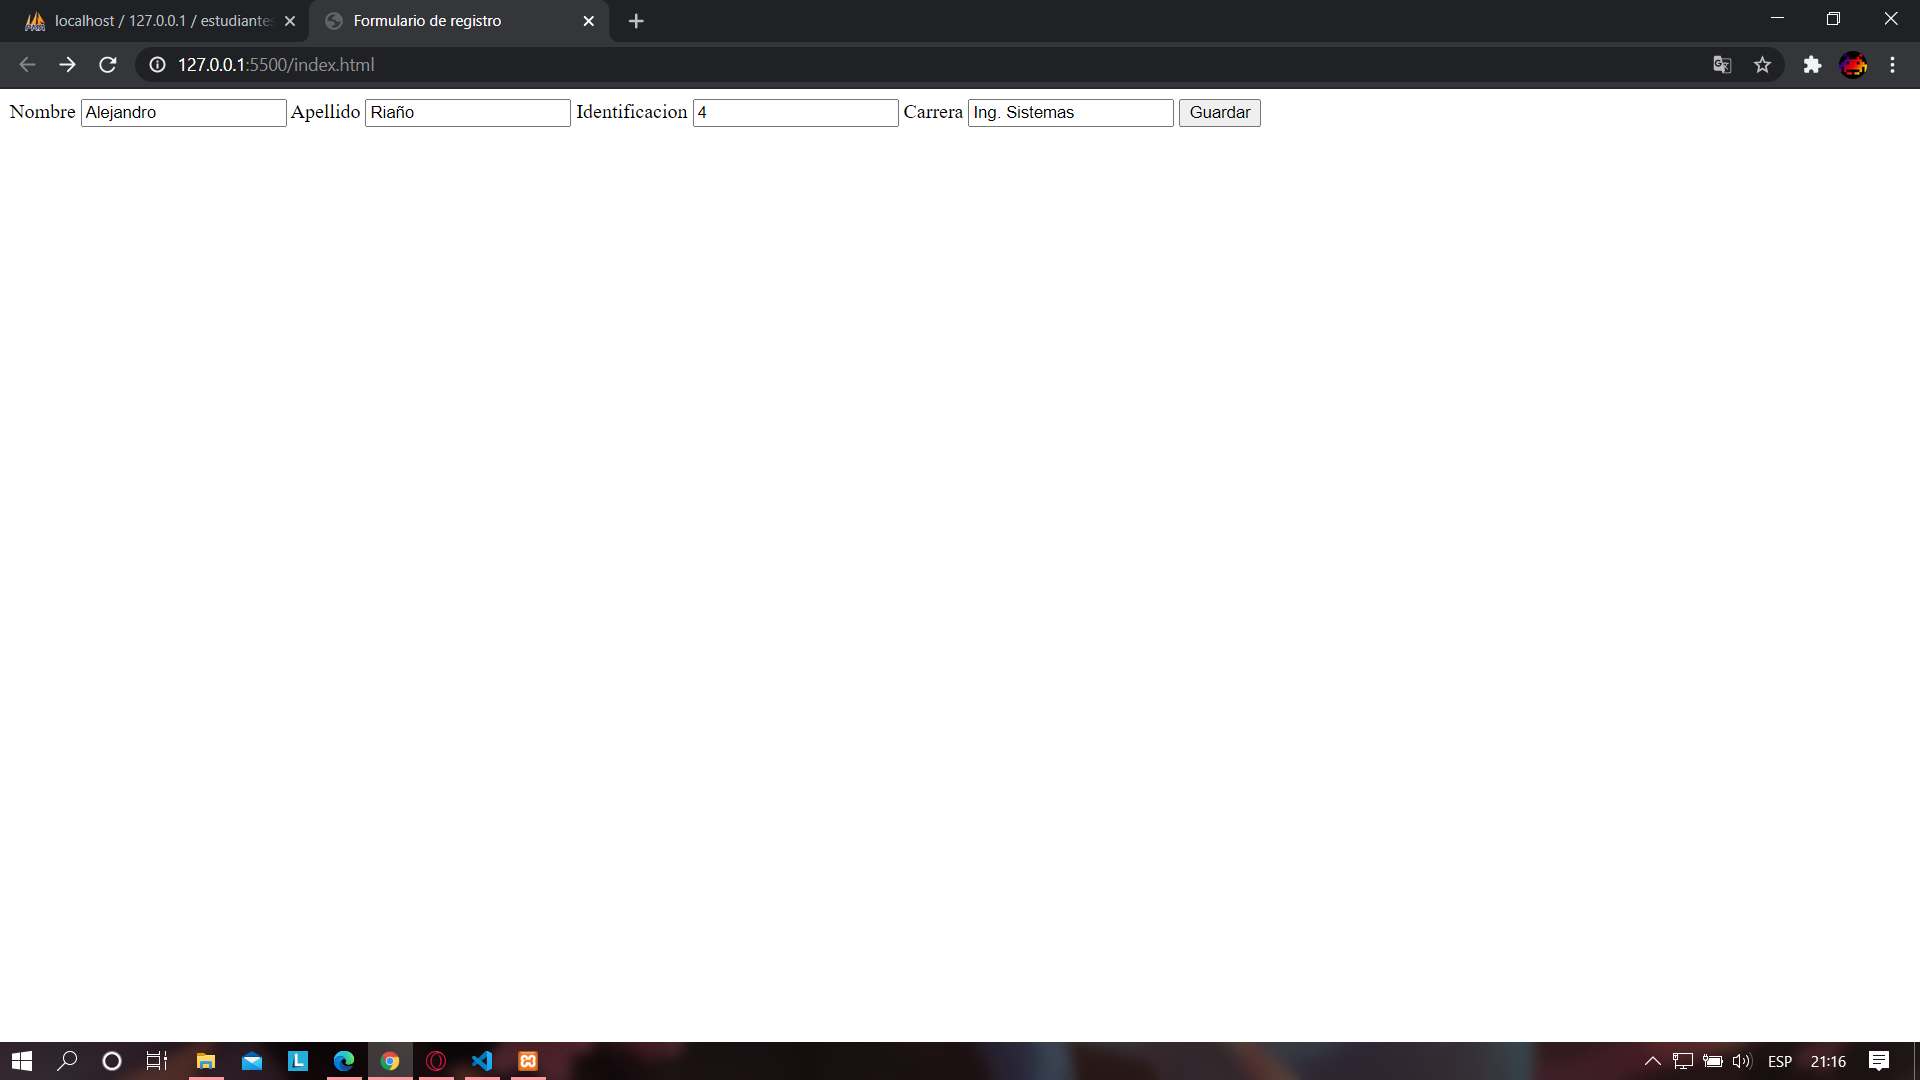 localhost / 127.0.0.1 / estudiante
Formulario de registro
127.0.0.1:5500/index.html
Nombre Alejandro Apellido Riaño Identificacion 4 Carrera Ing. Sistemas Guardar
L
ESP 21:16